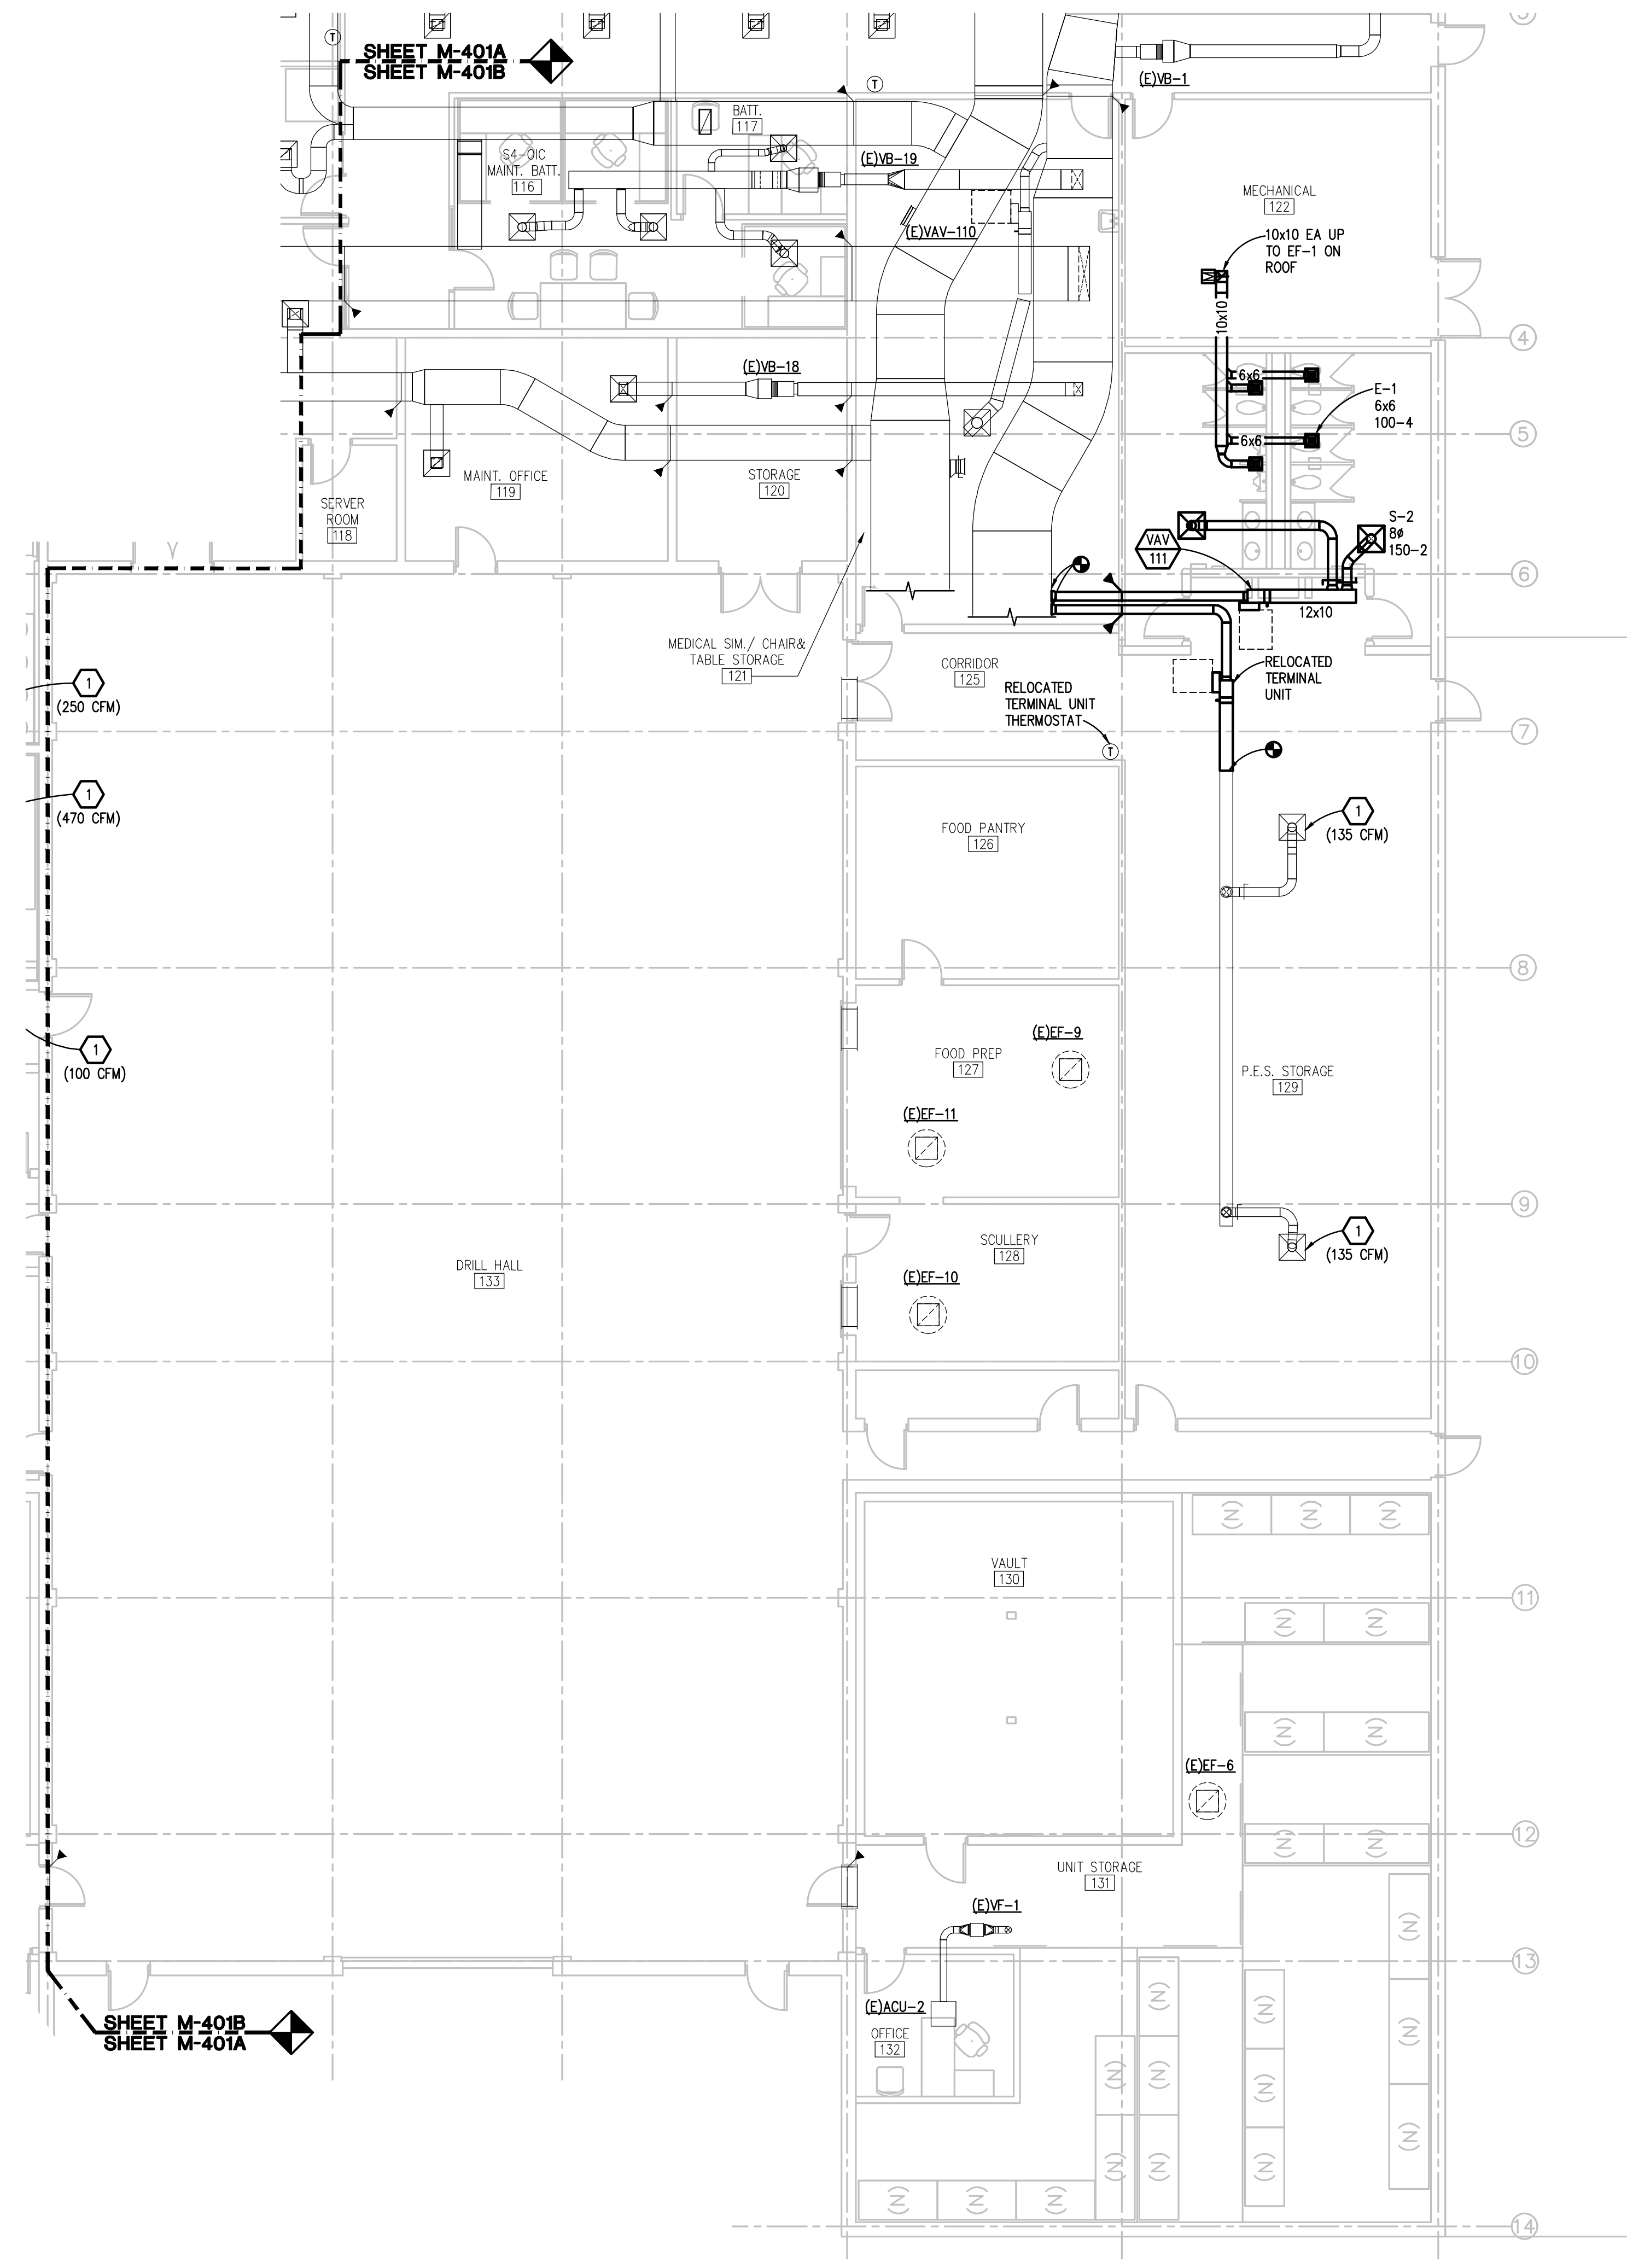 3
T
SHEET M-401A
SHEET M-401B
(E)VB-1
T
BATT.
117
S4-OIC
MAINT. BATT.
116
(E)VB-19
(E)VAV-110
MECHANICAL
122
10x10 EA UP
TO EF-1 ON
ROOF
10x10
4
(E)VB-18
6x6
E-1
6x6
100-4
6x6
5
MAINT. OFFICE
119
STORAGE
120
SERVER
ROOM
118
S-2
8ø
150-2
VAV
111
6
12x10
MEDICAL SIM./ CHAIR&
TABLE STORAGE
121
CORRIDOR
125
RELOCATED
TERMINAL
UNIT
RELOCATED
TERMINAL UNIT
THERMOSTAT
T
1
(250 CFM)
7
1
(470 CFM)
1
(135 CFM)
FOOD PANTRY
126
8
1
(100 CFM)
(E)EF-9
FOOD PREP
127
P.E.S. STORAGE
129
(E)EF-11
9
1
(135 CFM)
SCULLERY
128
DRILL HALL
133
(E)EF-10
10
Z
Z
Z
VAULT
130
11
Z
Z
Z
Z
(E)EF-6
12
Z
Z
UNIT STORAGE
131
(E)VF-1
Z
13
Z
Z
(E)ACU-2
SHEET M-401B
SHEET M-401A
OFFICE
132
Z
Z
Z
Z
Z
Z
Z
Z
Z
Z
Z
14